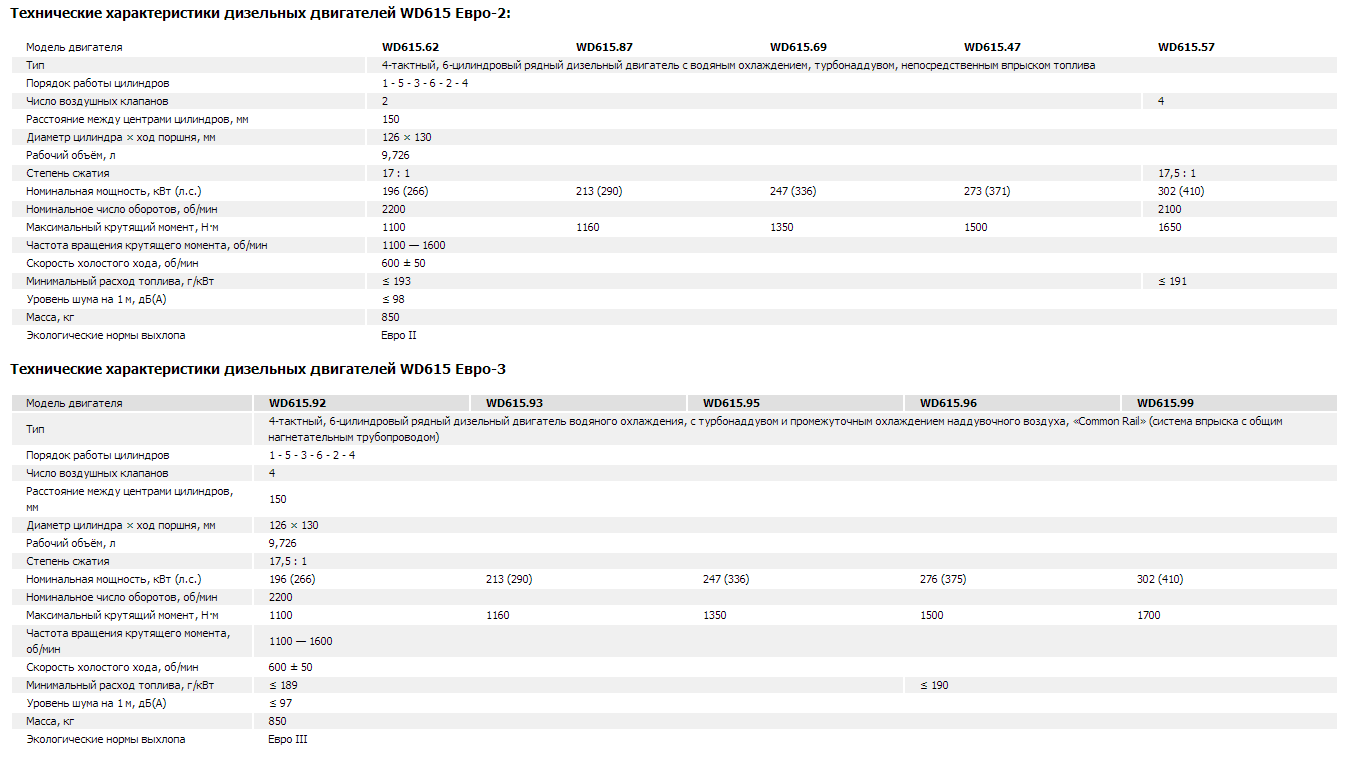 Технические характеристики дизельных двигателей WD615 Евро-2:
Модель двигателя WD615.62 WD615.87 WD615.69 WD615.47 WD615.57
Тип 4-тактный, 6-цилиндровый рядный дизельный двигатель с водяным охлаждением, турбонаддувом, непосредственным впрыском топлива
Порядок работы цилиндров 1 - 5 - 3 - 6 - 2 - 4
Число воздушных клапанов 2 4
Расстояние между центрами цилиндров, мм 150
Диаметр цилиндра × ход поршня, мм 126 × 130
Рабочий объём, л 9,726
Степень сжатия 17 : 1 17,5 : 1
Номинальная мощность, кВт (л.с.) 196 (266) 213 (290) 247 (336) 273 (371) 302 (410)
Номинальное число оборотов, об/мин 2200 2100
Максимальный крутящий момент, Н·м 1100 1160 1350 1500 1650
Частота вращения крутящего момента, об/мин 1100 — 1600
Скорость холостого хода, об/мин 600 ± 50
Минимальный расход топлива, г/кВт ≤ 193 ≤ 191
Уровень шума на 1 м, дБ(А) ≤ 98
Масса, кг 850
Экологические нормы выхлопа Евро II
Технические характеристики дизельных двигателей WD615 Евро-3
Модель двигателя WD615.92 WD615.93 WD615.95 WD615.96 WD615.99
Тип 4-тактный, 6-цилиндровый рядный дизельный двигатель водяного охлаждения, с турбонаддувом и промежуточным охлаждением наддувочного воздуха, «Common Rail» (система впрыска с общим
нагнетательным трубопроводом)
Порядок работы цилиндров 1 - 5 - 3 - 6 - 2 - 4
Число воздушных клапанов 4
Расстояние между центрами цилиндров,
мм 150
Диаметр цилиндра × ход поршня, мм 126 × 130
Рабочий объём, л 9,726
Степень сжатия 17,5 : 1
Номинальная мощность, кВт (л.с.) 196 (266) 213 (290) 247 (336) 276 (375) 302 (410)
Номинальное число оборотов, об/мин 2200
Максимальный крутящий момент, Н·м 1100 1160 1350 1500 1700
Частота вращения крутящего момента,
об/мин 1100 — 1600
Скорость холостого хода, об/мин 600 ± 50
Минимальный расход топлива, г/кВт ≤ 189 ≤ 190
Уровень шума на 1 м, дБ(А) ≤ 97
Масса, кг 850
Экологические нормы выхлопа Евро III